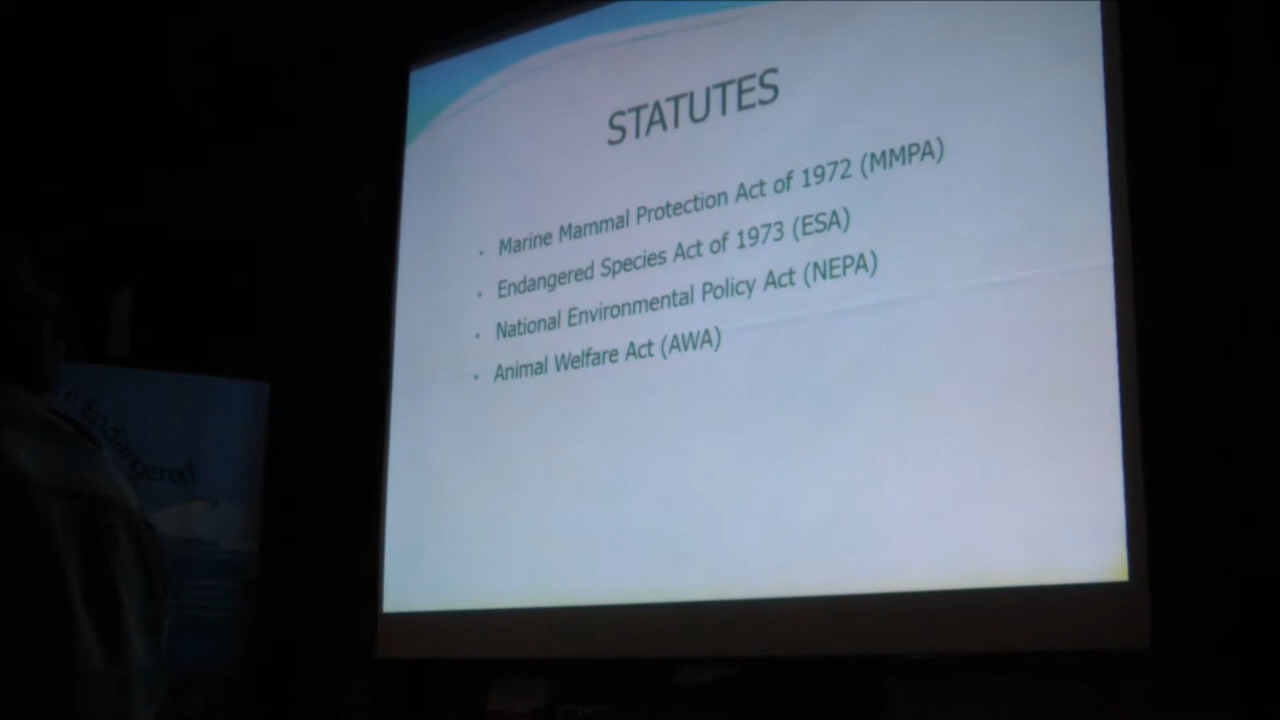 STATUTES
Marine Mammal Protection Act of 1972 (MMPA)
Endangered Species Act of 1973 (ESA)
National Environmental Policy Act (NEPA)
Animal Welfare Act (AWA)
Endangered